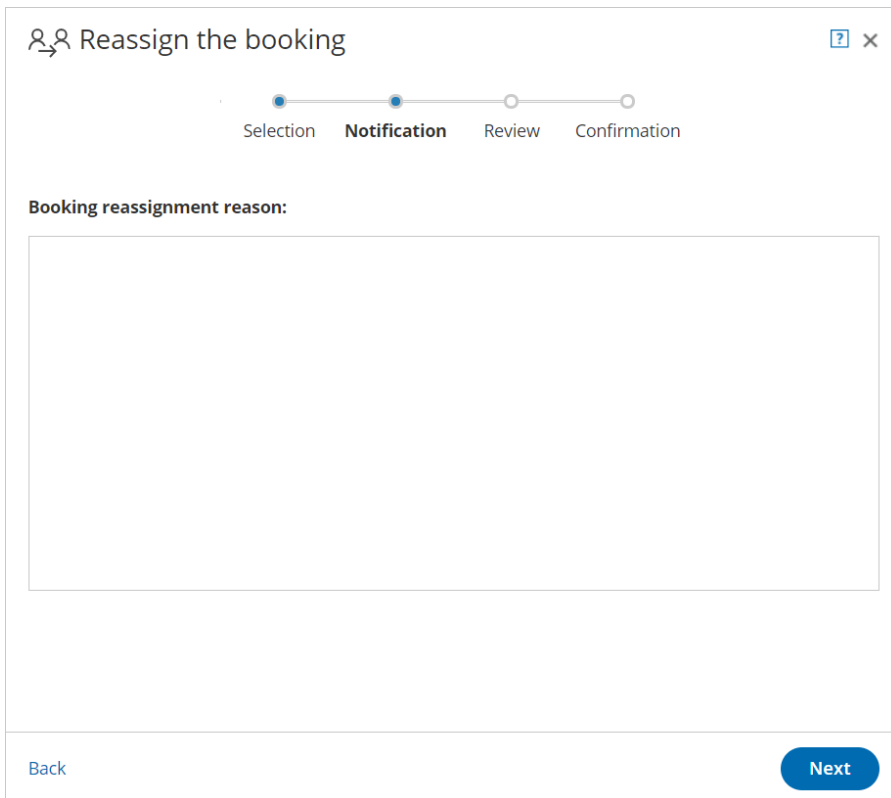 Reassign the booking
?
Selection Notification Review Confirmation
Booking reassignment reason:
Back Next